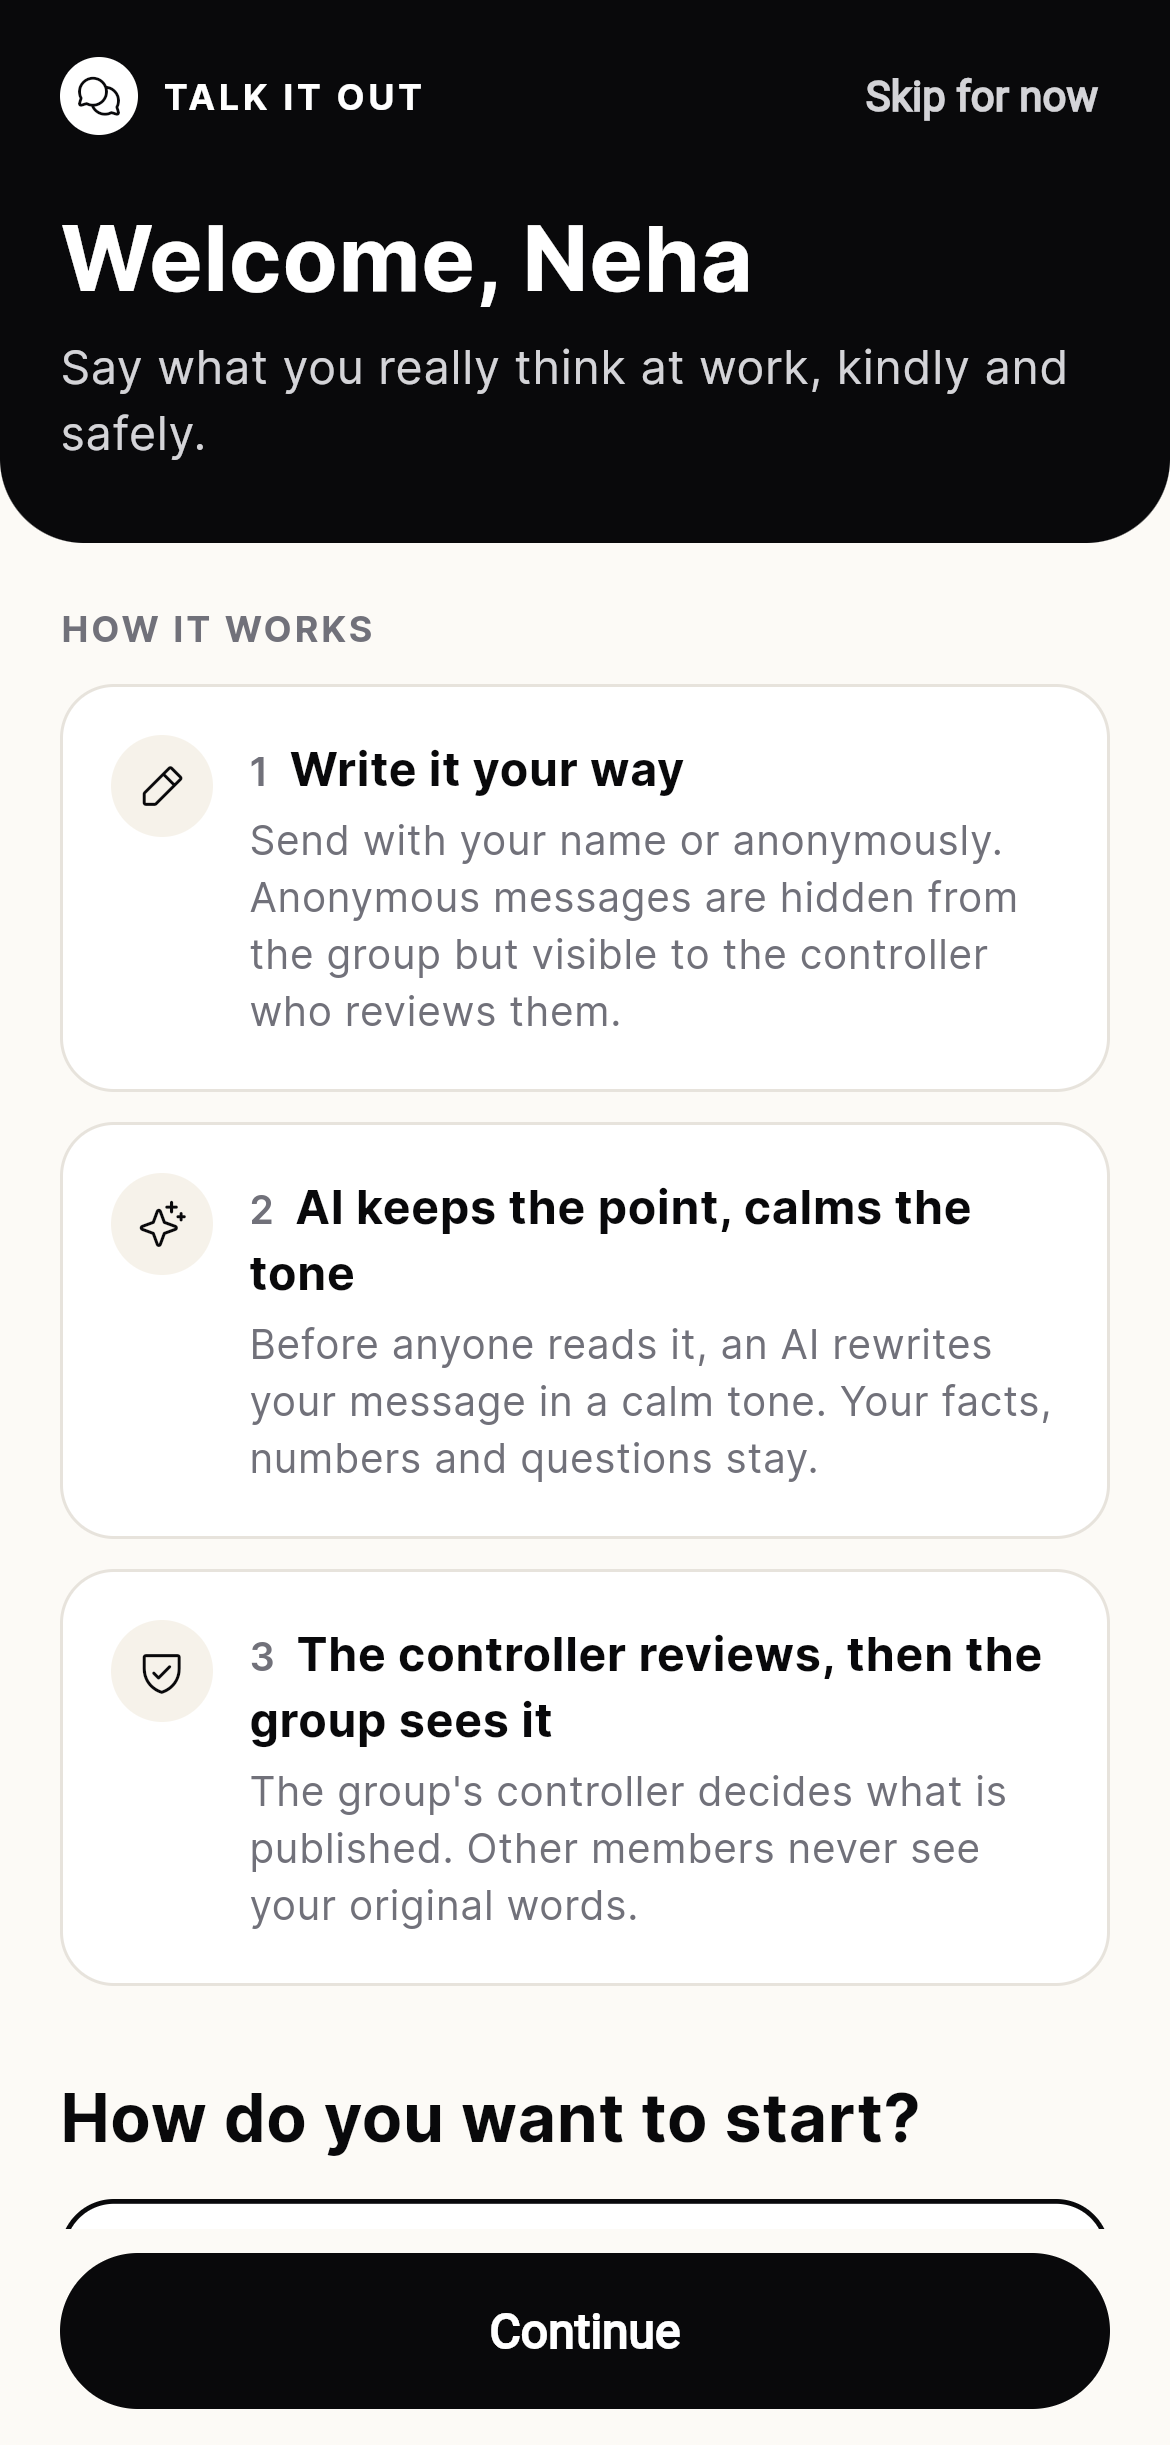 TALK IT OUT
Skip for now
Welcome, Neha
Say what you really think at work, kindly and
safely.
HOW IT WORKS
1 Write it your way
Send with your name or anonymously.
Anonymous messages are hidden from
the group but visible to the controller
who reviews them.
2 AI keeps the point, calms the
tone
Before anyone reads it, an AI rewrites
your message in a calm tone. Your facts,
numbers and questions stay.
3 The controller reviews, then the
group sees it
The group's controller decides what is
published. Other members never see
your original words.
How do you want to start?
Continue